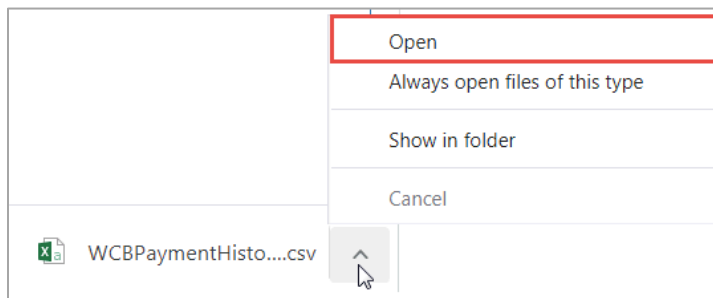 Open
Always open files of this type
Show in folder
Cancel
WCBPaymentHisto....csv